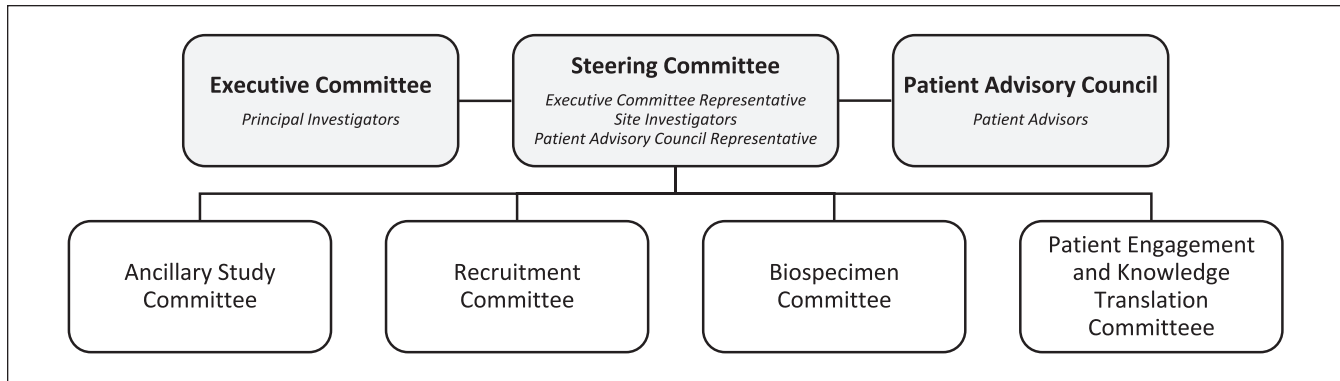 Executive Committee
Principal Investigators
Steering Committee
Executive Committee Representative
Site Investigators
Patient Advisory Council Representative
Patient Advisory Council
Patient Advisors
Ancillary Study
Committee
Recruitment
Committee
Biospecimen
Committee
Patient Engagement
and Knowledge
Translation
Committeee